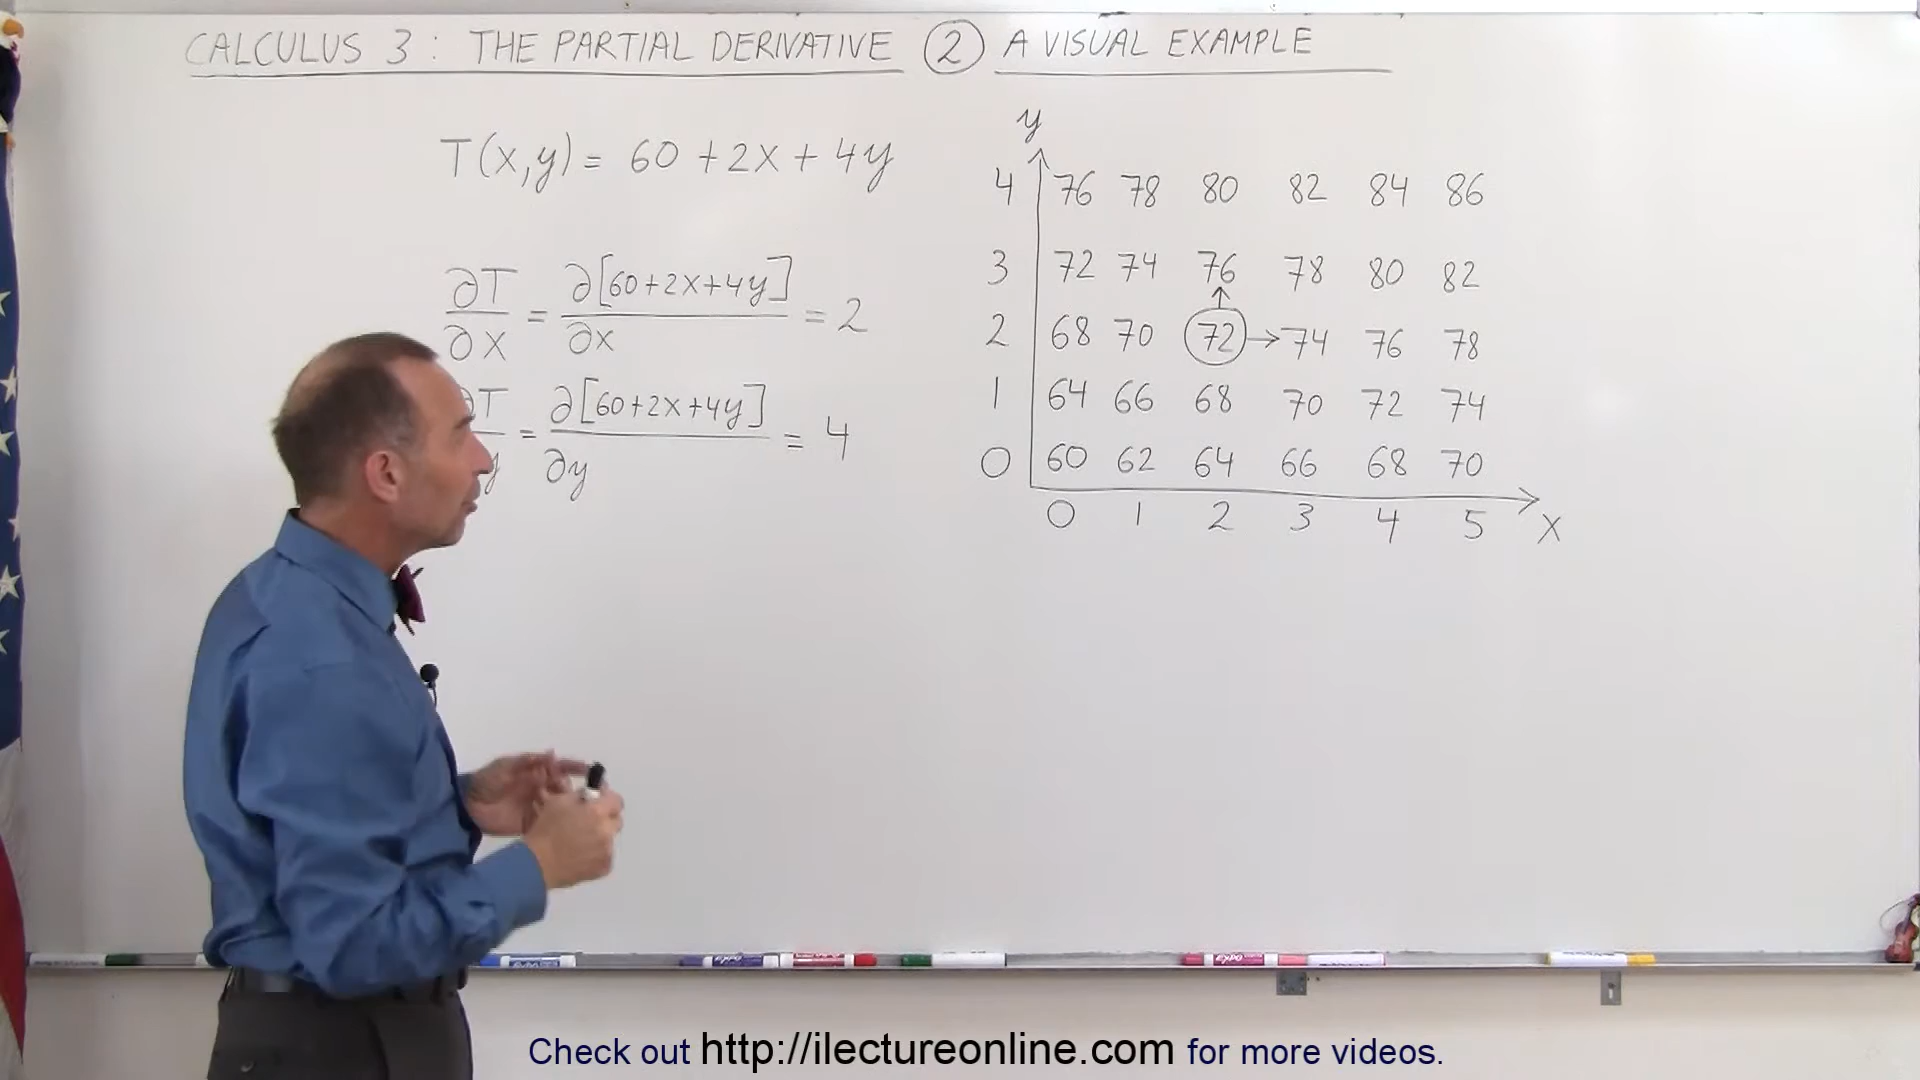 CALCULUS 3 : THE PARTIAL DERIVATIVE ② A VISUAL EXAMPLE
T(x,y) = 60 + 2x + 4y
∂T/∂x = ∂[60+2x+4y]/∂x = 2
∂T/∂y = ∂[60+2x+4y]/∂y = 4
y
4 76 78 80 82 84 86
3 72 74 76 78 80 82
2 68 70 72 → 74 76 78
1 64 66 68 70 72 74
0 60 62 64 66 68 70
0 1 2 3 4 5 x
Check out http://ilectureonline.com for more videos.